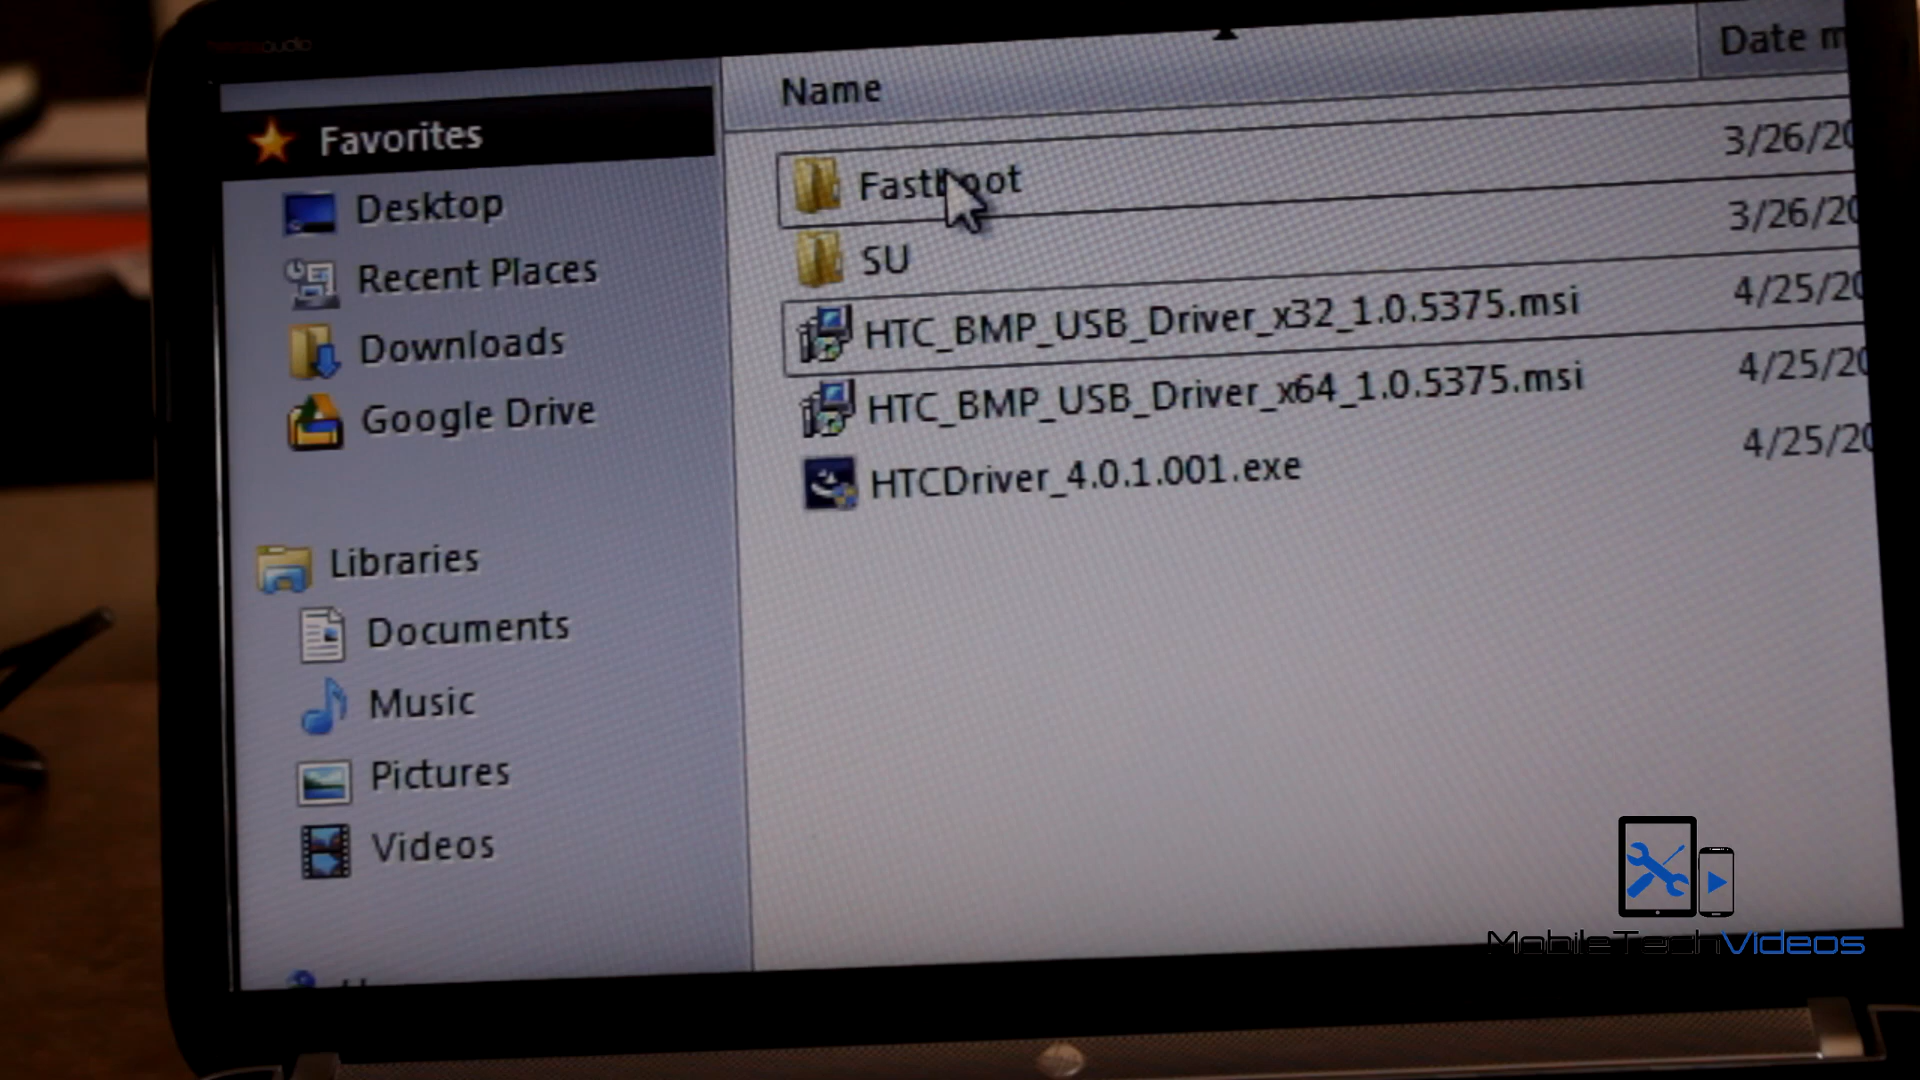 Name
Date m
Favorites
Desktop
Recent Places
Downloads
Google Drive
Libraries
Documents
Music
Pictures
Videos
Fastboot
3/26/20
SU
3/26/20
HTC_BMP_USB_Driver_x32_1.0.5375.msi
4/25/20
HTC_BMP_USB_Driver_x64_1.0.5375.msi
4/25/20
HTCDriver_4.0.1.001.exe
4/25/20
MobileTechVideos